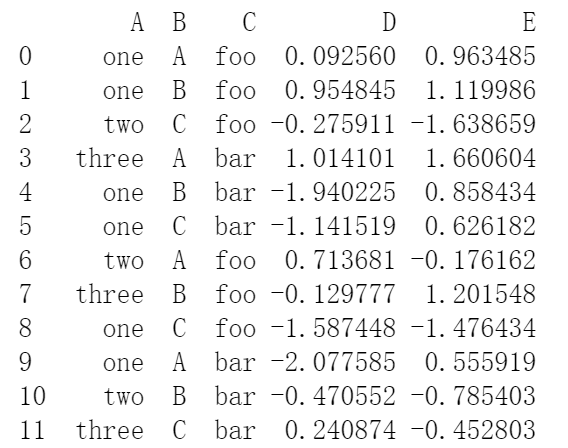 A B C D E
0 one A foo 0.092560 0.963485
1 one B foo 0.954845 1.119986
2 two C foo -0.275911 -1.638659
3 three A bar 1.014101 1.660604
4 one B bar -1.940225 0.858434
5 one C bar -1.141519 0.626182
6 two A foo 0.713681 -0.176162
7 three B foo -0.129777 1.201548
8 one C foo -1.587448 -1.476434
9 one A bar -2.077585 0.555919
10 two B bar -0.470552 -0.785403
11 three C bar 0.240874 -0.452803